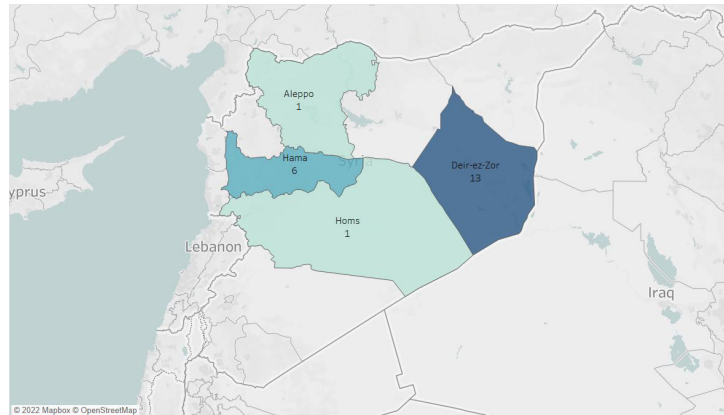 Aleppo
1
Hama
6
Syria
Deir-ez-Zor
13
yprus
Homs
1
Lebanon
Iraq
© 2022 Mapbox © OpenStreetMap